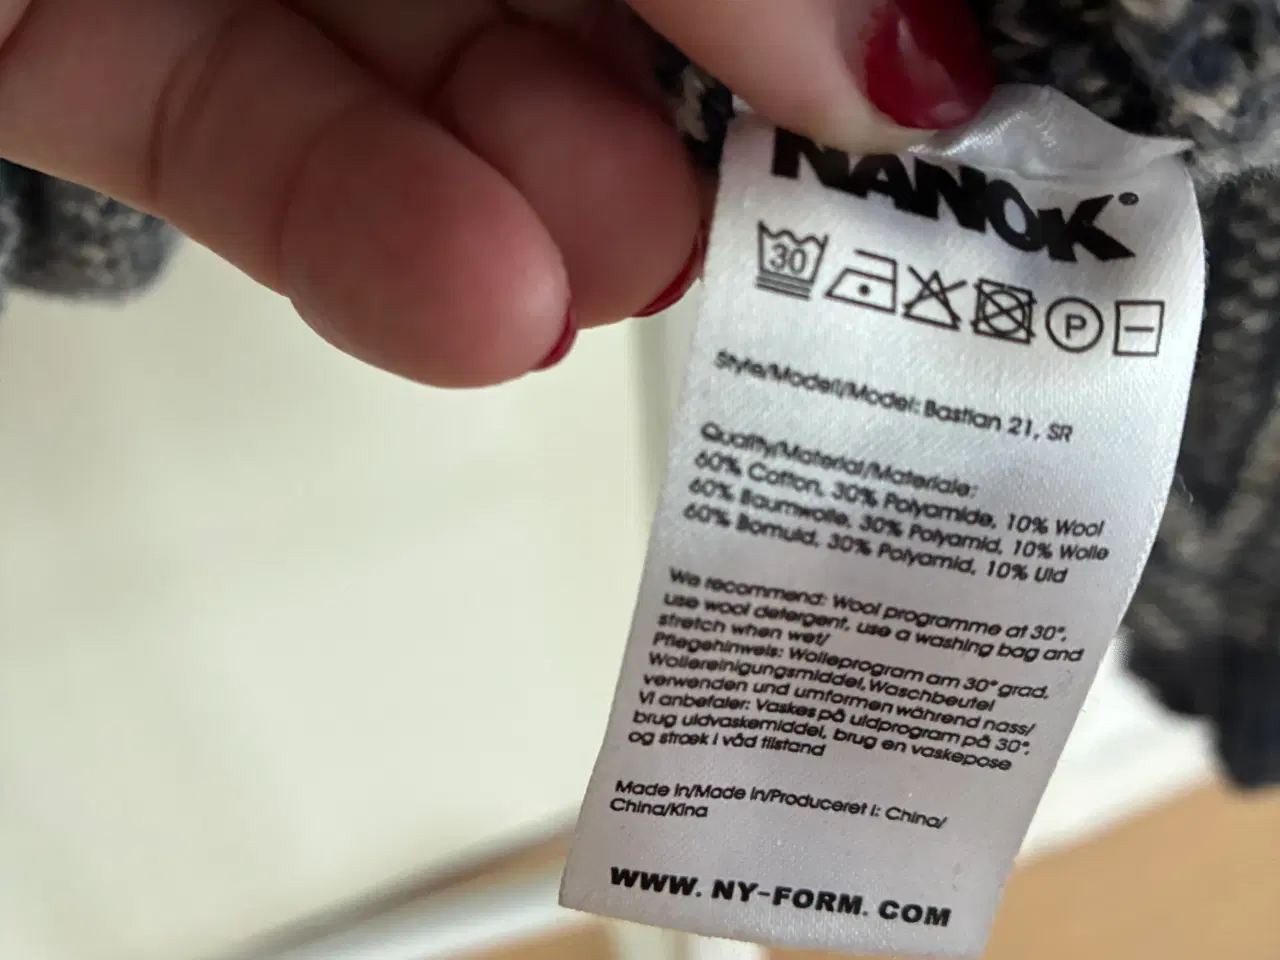 NANOK®
30
P
Style/Modell/Model: Bastian 21, SR
Quality/Material/Materiale:
60% Cotton, 30% Polyamide, 10% Wool
60% Baumwolle, 30% Polyamid, 10% Wolle
60% Bomuld, 30% Polyamid, 10% Uld
We recommend: Wool programme at 30°,
use wool detergent, use a washing bag and
stretch when wet/
Pflegehinweis: Wolleprogram am 30° grad,
Wollereinigungsmiddel, Waschbeutel
verwenden und umformen während nass/
Vi anbefaler: Vaskes på uldprogram på 30°,
brug uldvaskemiddel, brug en vaskepose
og stræk i våd tilstand
Made in/Made in/Produceret i: China/
China/Kina
WWW. NY-FORM. COM